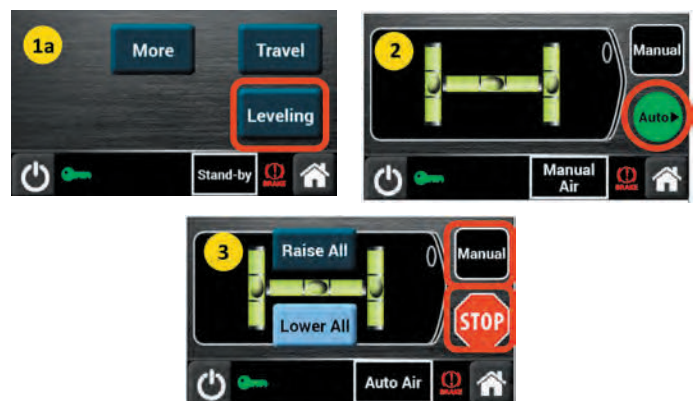 1a
More
Travel
Leveling
Stand-by
BRAKE
2
Manual
Auto
Manual
Air
BRAKE
3
Raise All
Manual
Lower All
STOP
Auto Air
BRAKE